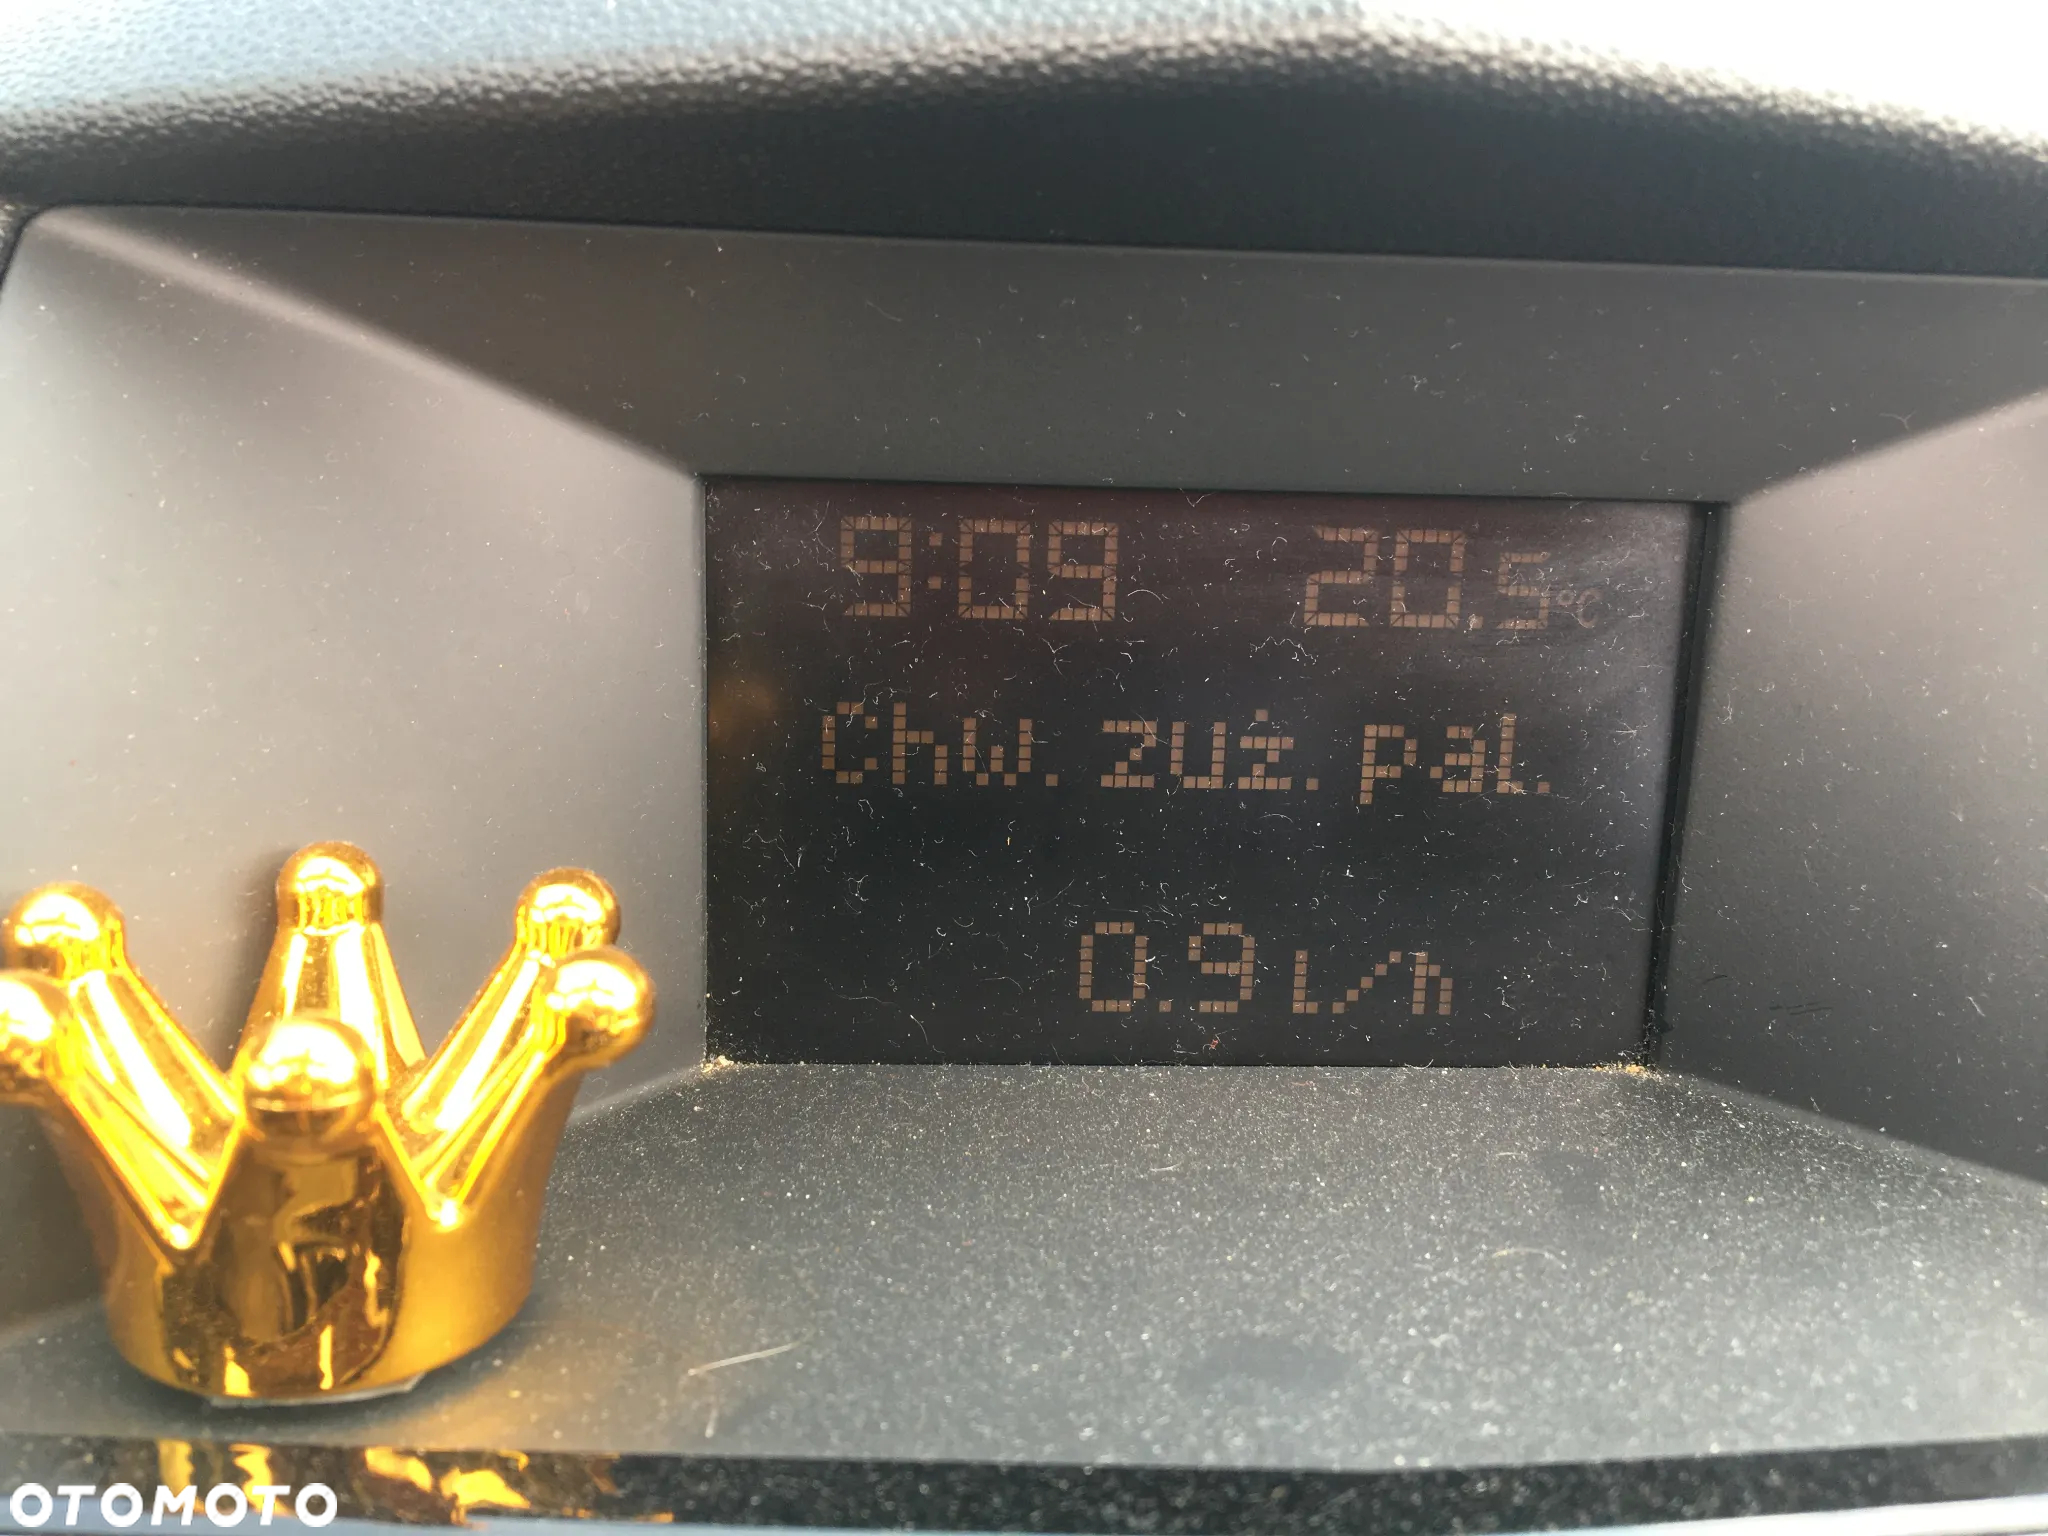 9:09 20.5°C
Chw. zuż. pal.
0.9 l/h
OTOMOTO